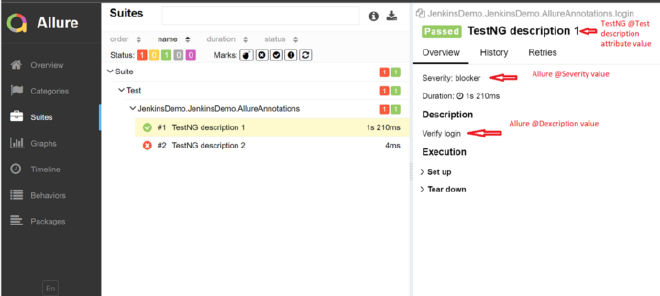 Allure
Overview
Categories
Suites
Graphs
Timeline
Behaviors
Packages
En
Suites
order name duration status
Status: 1 0 1 0 0 Marks:
Suite 1 1
Test 1 1
JenkinsDemo.JenkinsDemo.AllureAnnotations 1 1
#1 TestNG description 1 1s 210ms
#2 TestNG description 2 4ms
JenkinsDemo.JenkinsDemo.AllureAnnotations.login
Passed TestNG description 1
TestNG @Test
description
attribute value
Overview History Retries
Severity: blocker
Allure @Severity value
Duration: 1s 210ms
Description
Allure @Dexcription value
Verify login
Execution
Set up
Tear down